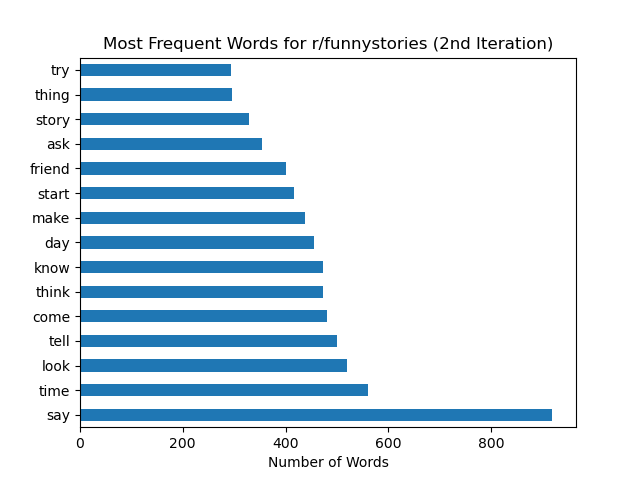 Most Frequent Words for r/funnystories (2nd Iteration)
try
thing
story
ask
friend
start
make
day
know
think
come
tell
look
time
say
0 200 400 600 800
Number of Words